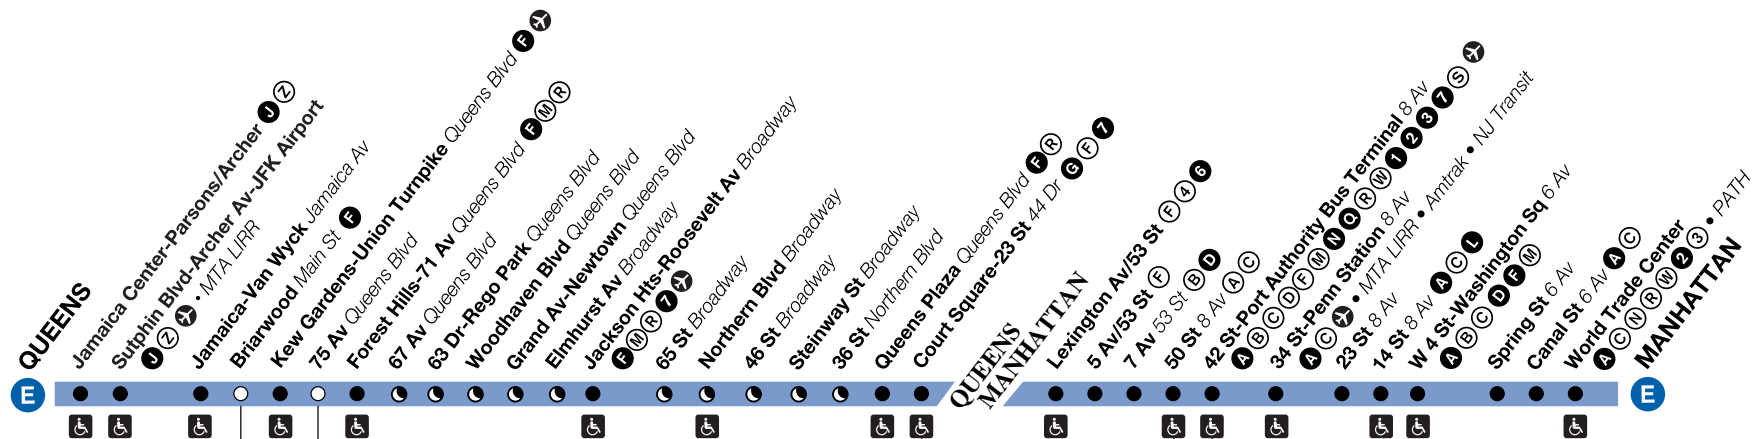 QUEENS
E
Jamaica Center-Parsons/Archer J Z
Sutphin Blvd-Archer Av-JFK Airport
J Z • MTA LIRR
Jamaica-Van Wyck Jamaica Av
Briarwood Main St F
Kew Gardens-Union Turnpike Queens Blvd F
75 Av Queens Blvd
Forest Hills-71 Av Queens Blvd F M R
67 Av Queens Blvd
63 Dr-Rego Park Queens Blvd
Woodhaven Blvd Queens Blvd
Grand Av-Newtown Queens Blvd
Elmhurst Av Broadway
Jackson Hts-Roosevelt Av Broadway
F M R 7
65 St Broadway
Northern Blvd Broadway
46 St Broadway
Steinway St Broadway
36 St Northern Blvd
Queens Plaza Queens Blvd F R
Court Square-23 St 44 Dr G F 7
QUEENS
MANHATTAN
Lexington Av/53 St F 4 6
5 Av/53 St F
7 Av 53 St B D
50 St 8 Av A C
42 St-Port Authority Bus Terminal 8 Av
A B C D F M N Q R W 1 2 3 7 S
34 St-Penn Station 8 Av
A C • MTA LIRR • Amtrak • NJ Transit
23 St 8 Av
14 St 8 Av A C L
W 4 St-Washington Sq 6 Av
A B C D F M
Spring St 6 Av
Canal St 6 Av A C
World Trade Center
A C N R W 2 3 • PATH
MANHATTAN
E